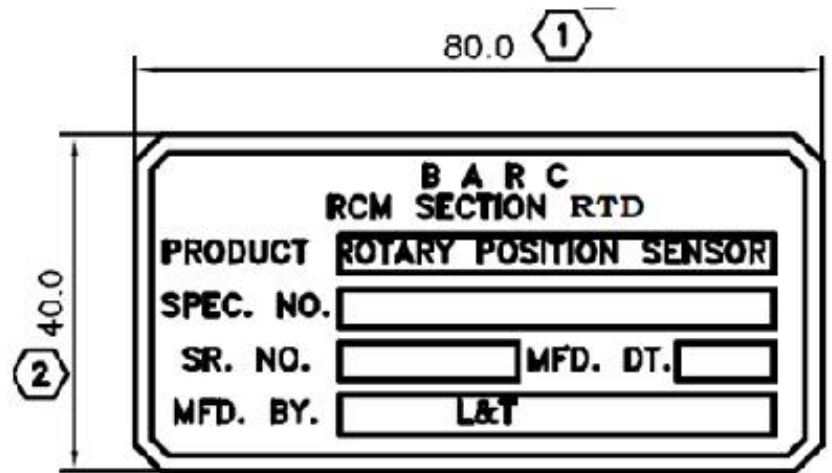 80.0 1
B A R C
RCM SECTION RTD
PRODUCT ROTARY POSITION SENSOR
40.0
SPEC. NO.
2
SR. NO. MFD. DT.
MFD. BY. L&T